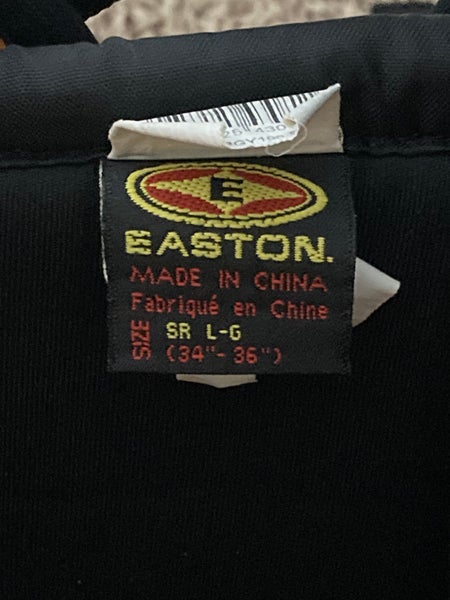 E
EASTON.
MADE IN CHINA
Fabriqué en Chine
SIZE
SR L-G
(34"-36")